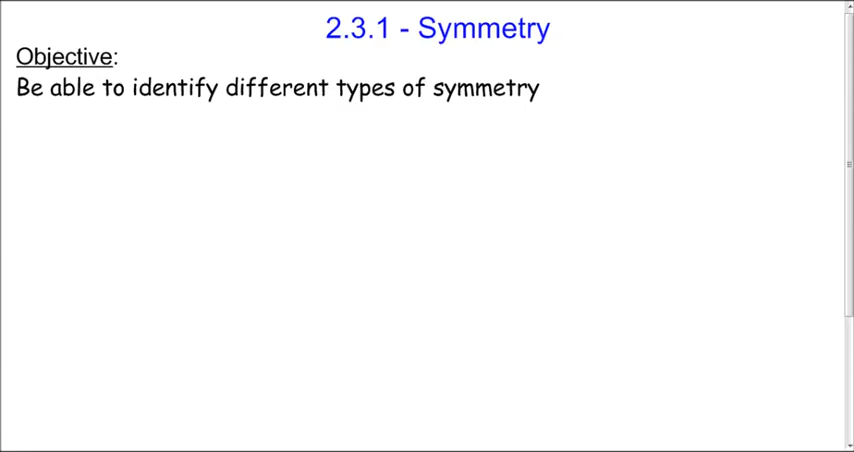 2.3.1 - Symmetry
Objective:
Be able to identify different types of symmetry